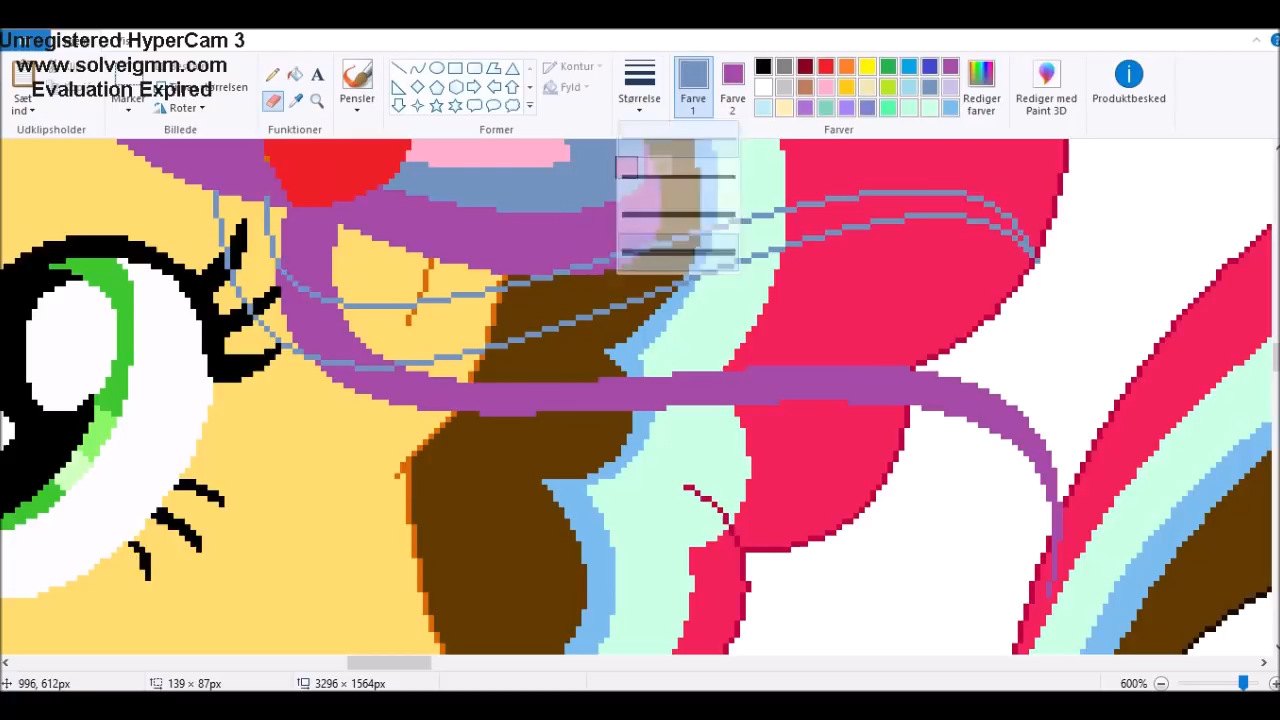 Unregistered HyperCam 3
www.solveigmm.com
Evaluation Expired
Sæt
ind
Markér
Roter
A
Pensler
Kontur
Fyld
Størrelse
Farve
1
Farve
2
Rediger
farver
Rediger med
Paint 3D
Produktbesked
Udklipsholder
Billede
Funktioner
Former
Farver
996, 612px
139 × 87px
3296 × 1564px
600%